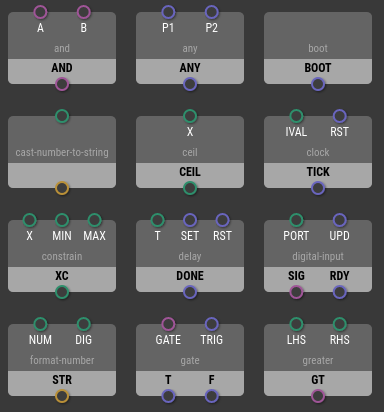 A B
and
AND
P1 P2
any
ANY
boot
BOOT
cast-number-to-string
X
ceil
CEIL
IVAL RST
clock
TICK
X MIN MAX
constrain
XC
T SET RST
delay
DONE
PORT UPD
digital-input
SIG RDY
NUM DIG
format-number
STR
GATE TRIG
gate
T F
LHS RHS
greater
GT